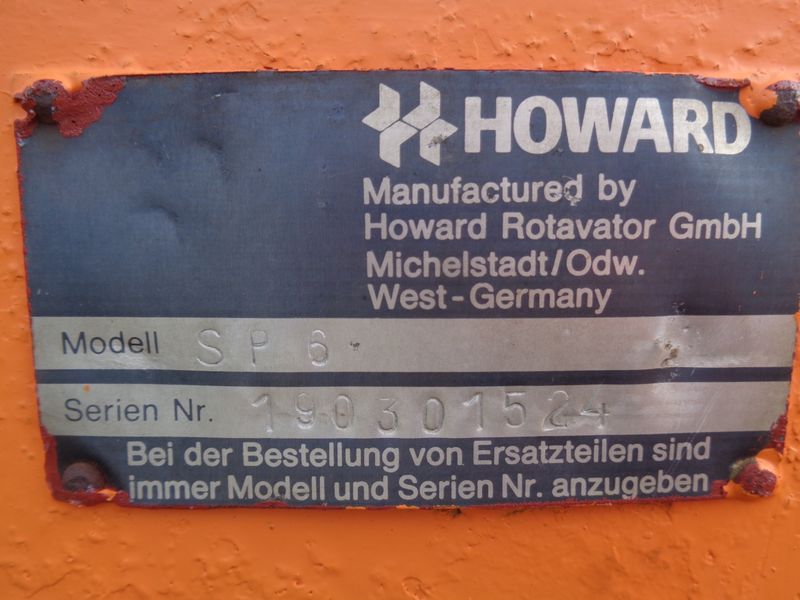 HOWARD
Manufactured by
Howard Rotavator GmbH
Michelstadt/Odw.
West-Germany
Modell SP 6
Serien Nr. 190301524
Bei der Bestellung von Ersatzteilen sind
immer Modell und Serien Nr. anzugeben